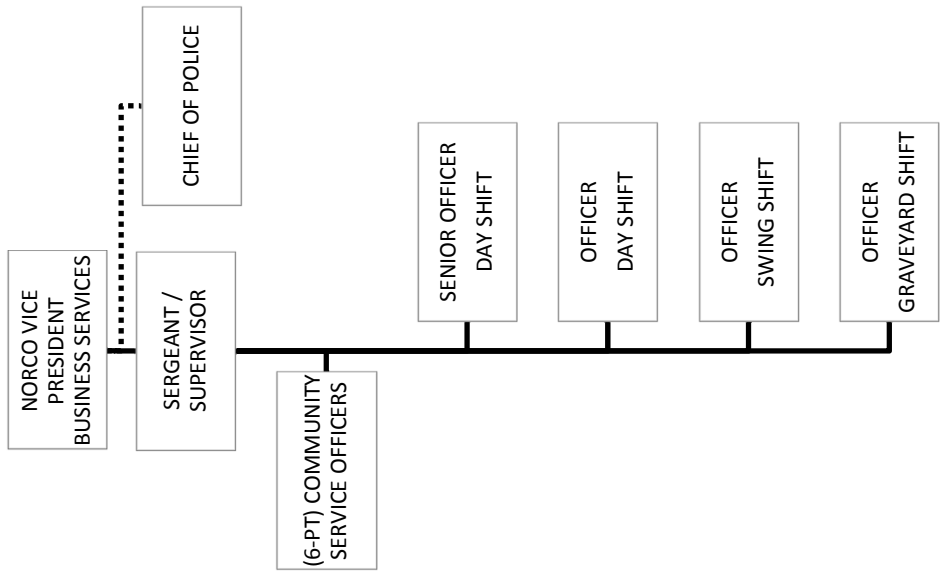 NORCO VICE
PRESIDENT
BUSINESS SERVICES
CHIEF OF POLICE
SERGEANT /
SUPERVISOR
(6-PT) COMMUNITY
SERVICE OFFICERS
SENIOR OFFICER
DAY SHIFT
OFFICER
DAY SHIFT
OFFICER
SWING SHIFT
OFFICER
GRAVEYARD SHIFT